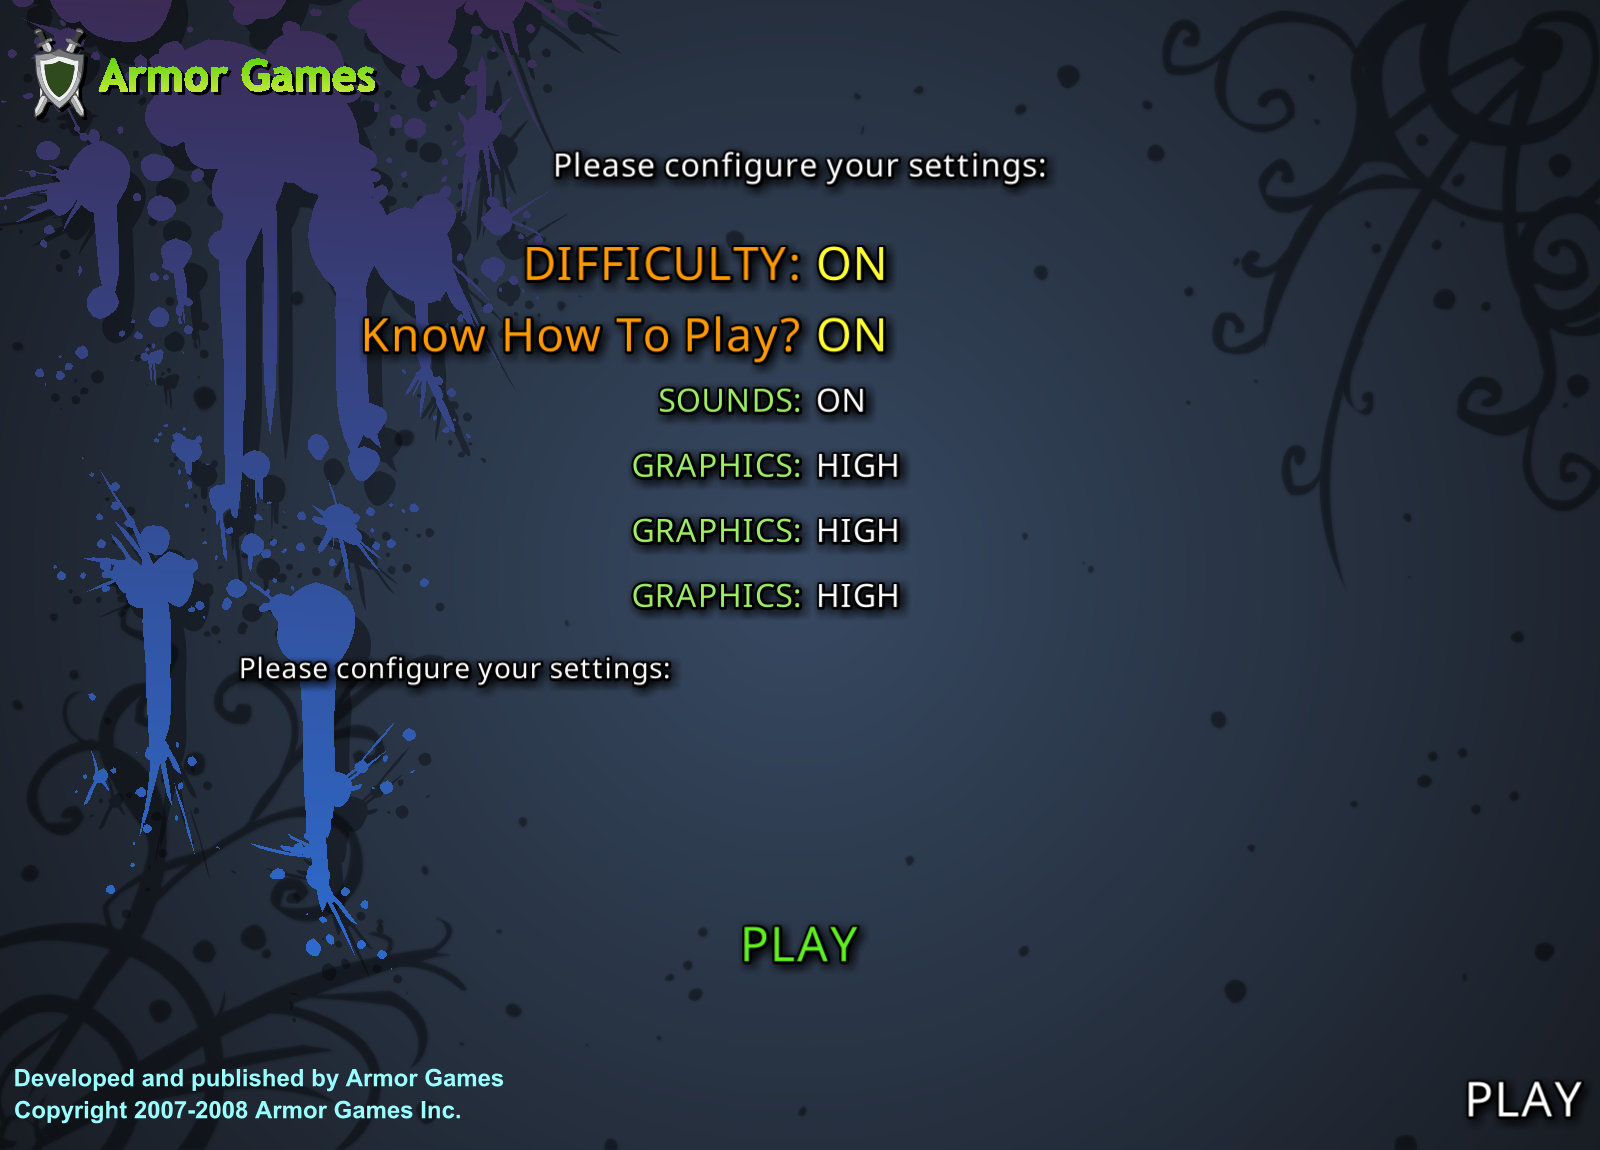 Armor Games
Please configure your settings:
DIFFICULTY: ON
Know How To Play? ON
SOUNDS: ON
GRAPHICS: HIGH
GRAPHICS: HIGH
GRAPHICS: HIGH
Please configure your settings:
PLAY
Developed and published by Armor Games
Copyright 2007-2008 Armor Games Inc.
PLAY